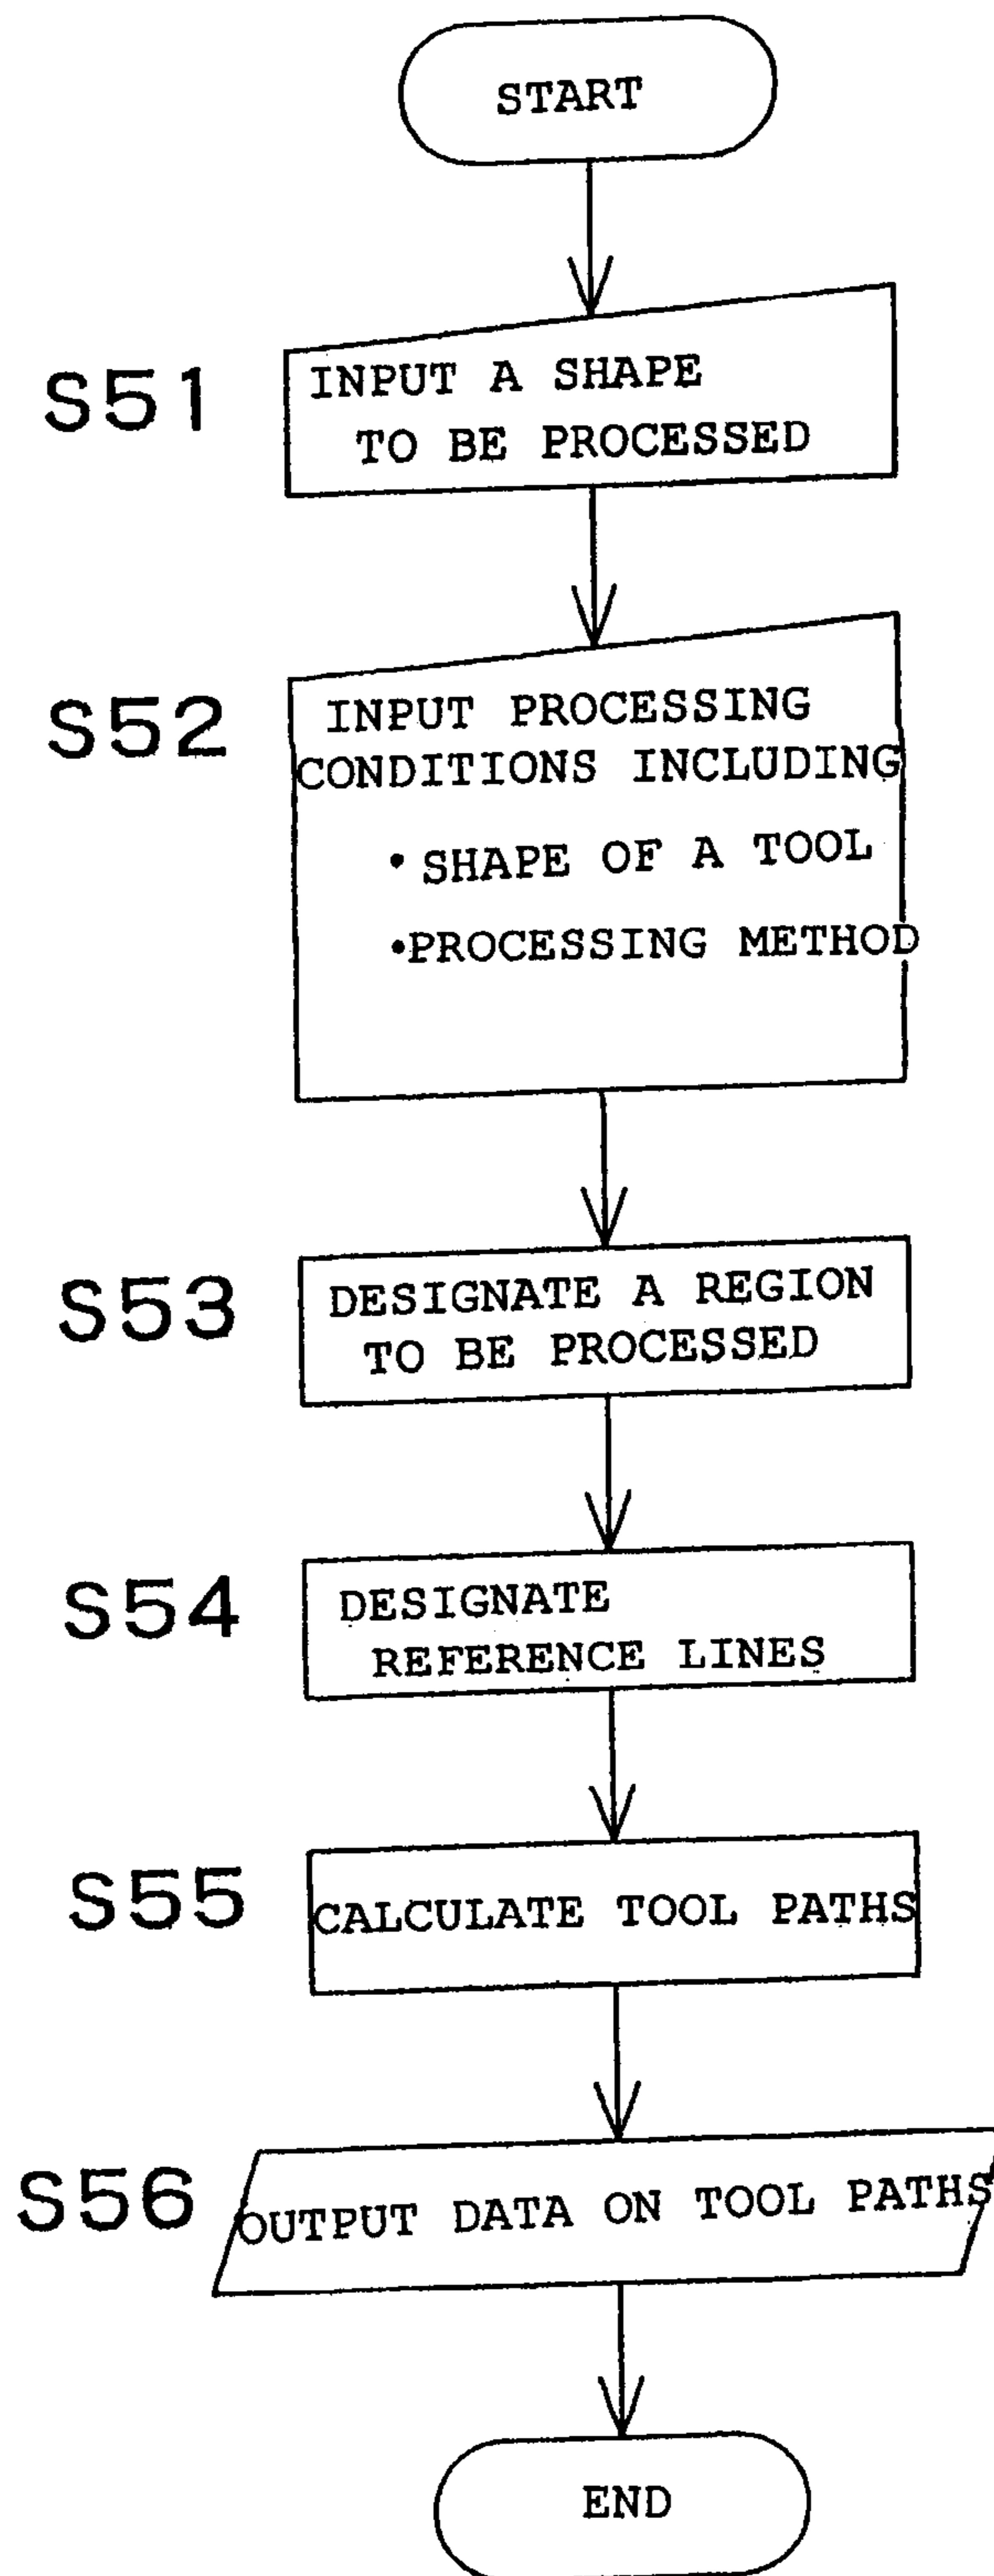 START
S51
INPUT A SHAPE
TO BE PROCESSED
S52
INPUT PROCESSING
CONDITIONS INCLUDING
• SHAPE OF A TOOL
•PROCESSING METHOD
S53
DESIGNATE A REGION
TO BE PROCESSED
S54
DESIGNATE
REFERENCE LINES
S55
CALCULATE TOOL PATHS
S56
OUTPUT DATA ON TOOL PATHS
END